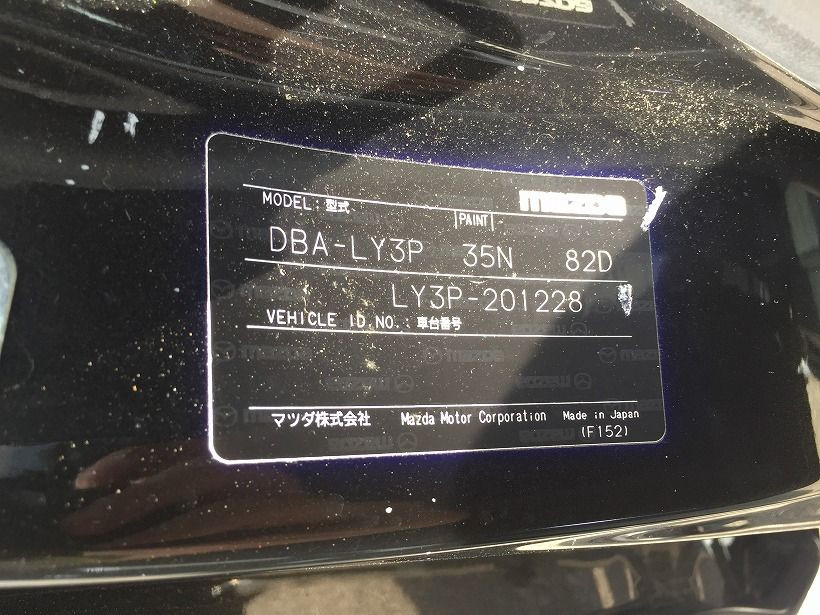 mazda
MODEL: 型式
PAINT
DBA-LY3P 35N 82D
LY3P-201228
VEHICLE ID NO.: 車台番号
マツダ株式会社 Mazda Motor Corporation Made in Japan
(F152)